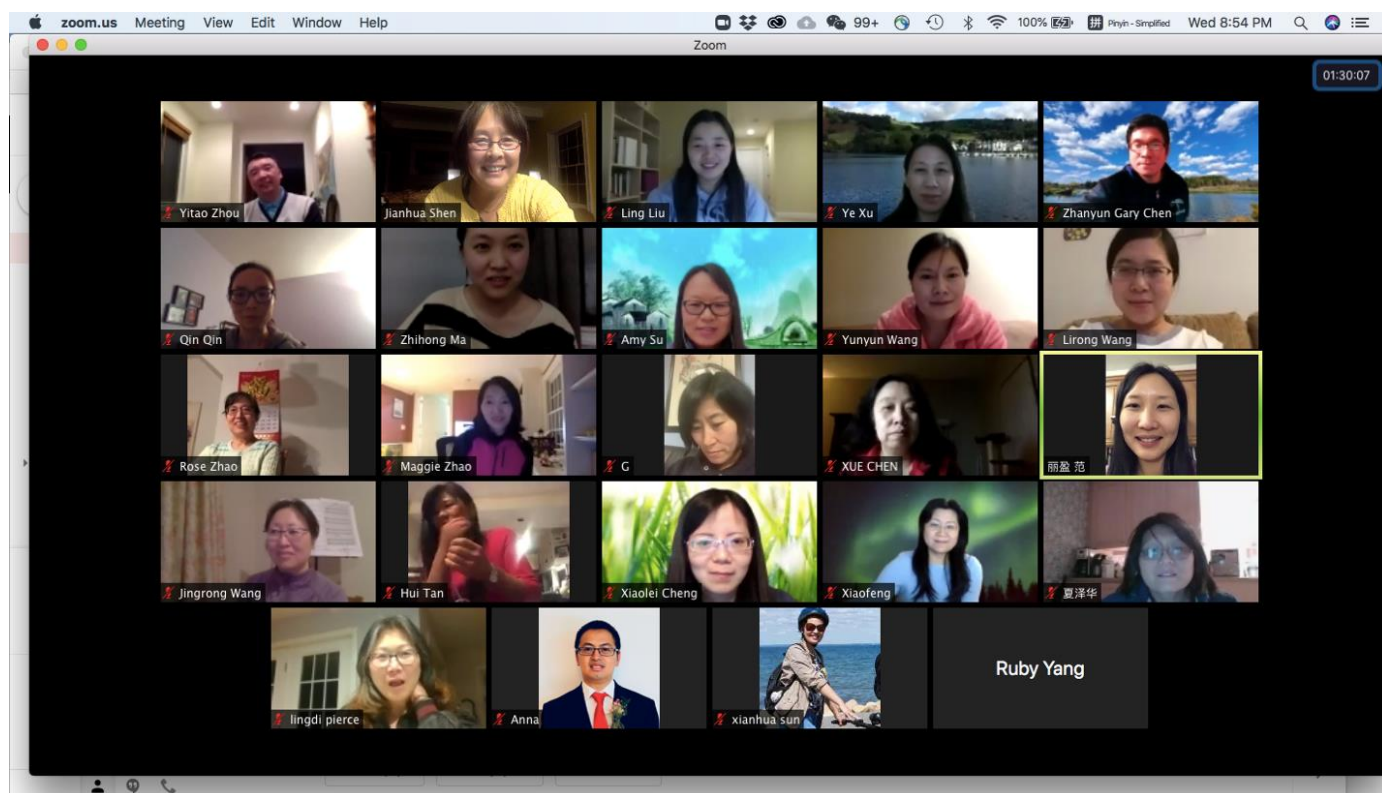 zoom.us Meeting View Edit Window Help 99+ 100% 拼 Pinyin - Simplified Wed 8:54 PM
Zoom
01:30:07
Yitao Zhou
Jianhua Shen
Ling Liu
Ye Xu
Zhanyun Gary Chen
Qin Qin
Zhihong Ma
Amy Su
Yunyun Wang
Lirong Wang
Rose Zhao
Maggie Zhao
G
XUE CHEN
丽盈 范
Jingrong Wang
Hui Tan
Xiaolei Cheng
Xiaofeng
夏泽华
lingdi pierce
Anna
xianhua sun
Ruby Yang